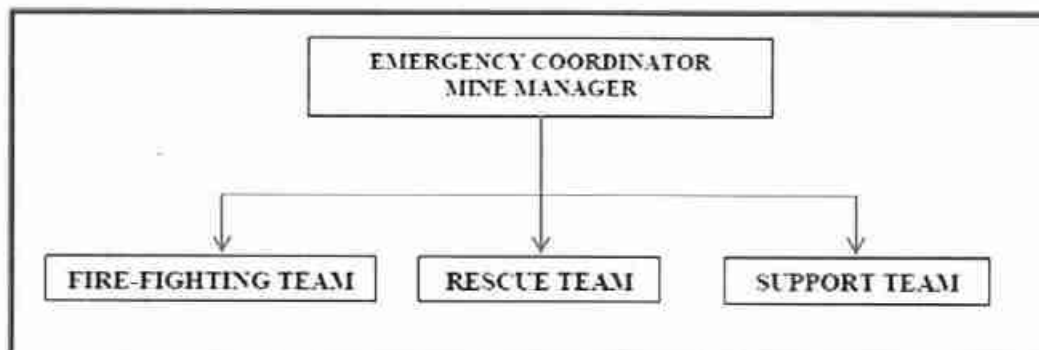 EMERGENCY COORDINATOR
MINE MANAGER
FIRE-FIGHTING TEAM
RESCUE TEAM
SUPPORT TEAM